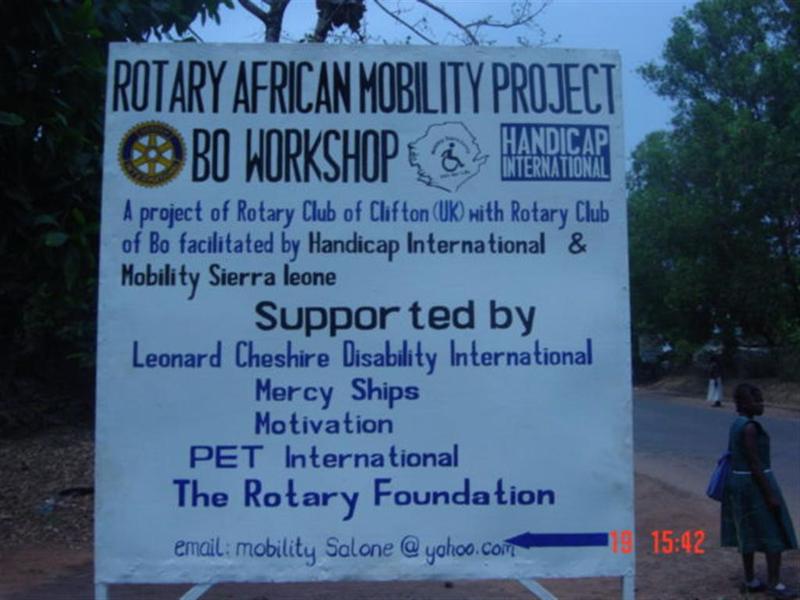 ROTARY AFRICAN MOBILITY PROJECT
BO WORKSHOP
HANDICAP
INTERNATIONAL
A project of Rotary Club of Clifton (UK) with Rotary Club
of Bo facilitated by Handicap International &
Mobility Sierra leone
Supported by
Leonard Cheshire Disability International
Mercy Ships
Motivation
PET International
The Rotary Foundation
email: mobility Salone @ yahoo.com
19 15:42